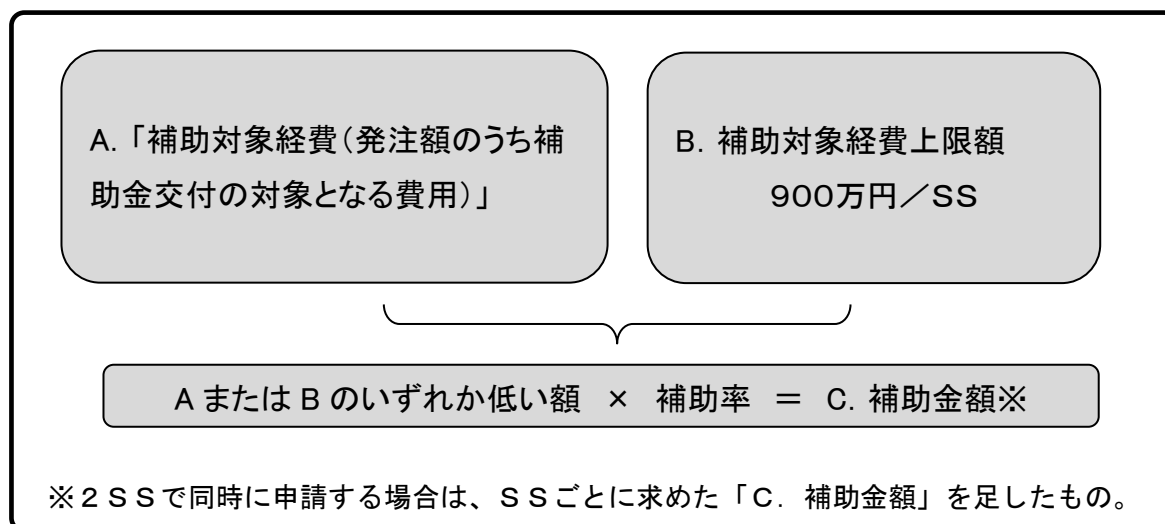 A．「補助対象経費（発注額のうち補
助金交付の対象となる費用）」
B．補助対象経費上限額
９００万円／ＳＳ
A または B のいずれか低い額　×　補助率　＝　C．補助金額※
※２ＳＳで同時に申請する場合は、ＳＳごとに求めた「C．補助金額」を足したもの。